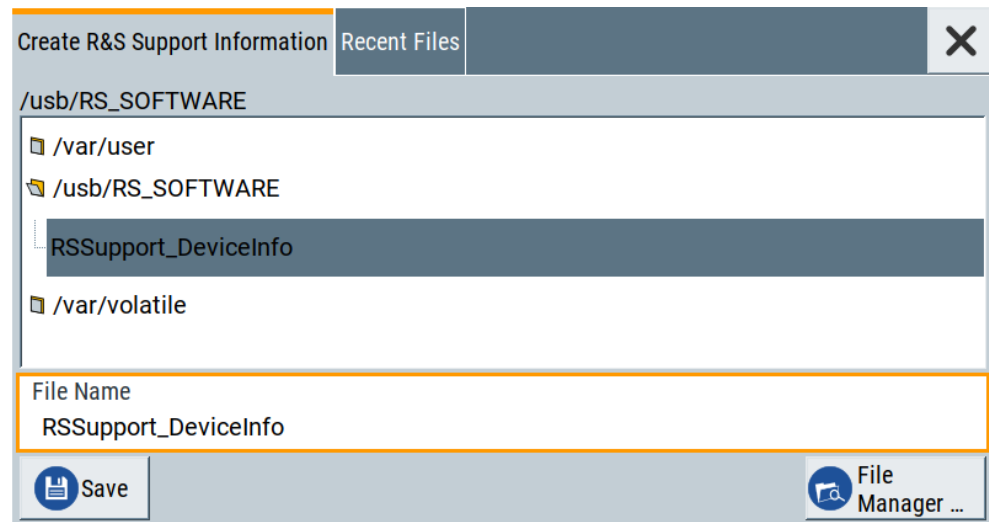 Create R&S Support Information
Recent Files
/usb/RS_SOFTWARE
/var/user
/usb/RS_SOFTWARE
RSSupport_DeviceInfo
/var/volatile
File Name
RSSupport_DeviceInfo
Save
File
Manager ...